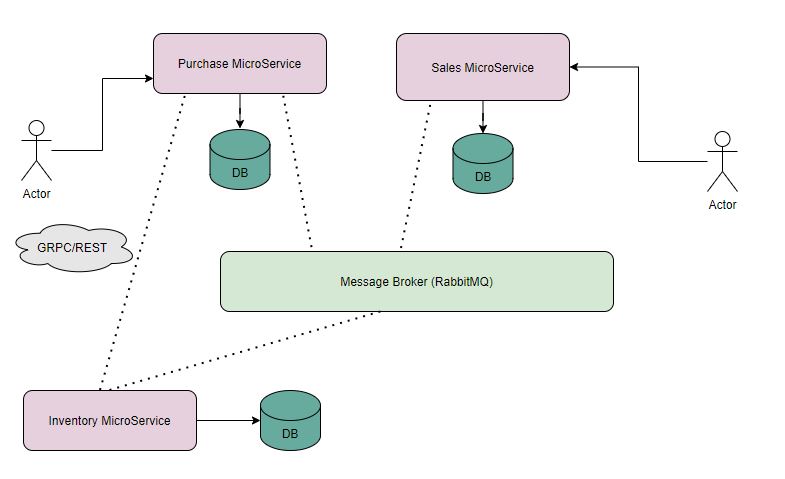 Purchase MicroService
Sales MicroService
DB
DB
Actor
Actor
GRPC/REST
Message Broker (RabbitMQ)
Inventory MicroService
DB